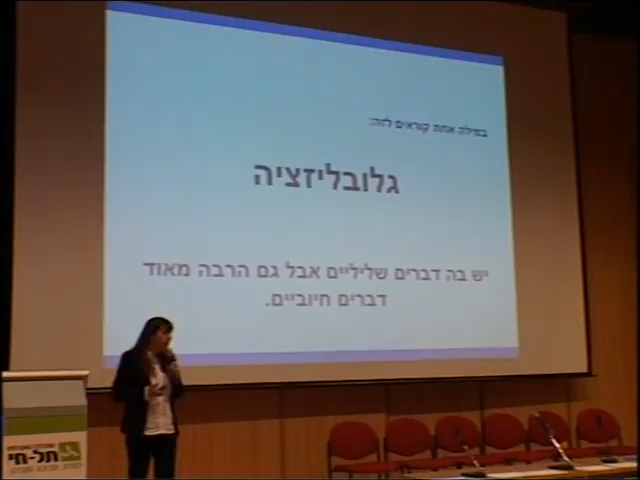 במילה אחת קוראים לזה:
גלובליזציה
יש בה דברים שליליים אבל גם הרבה מאוד
דברים חיוביים.
תל-חי